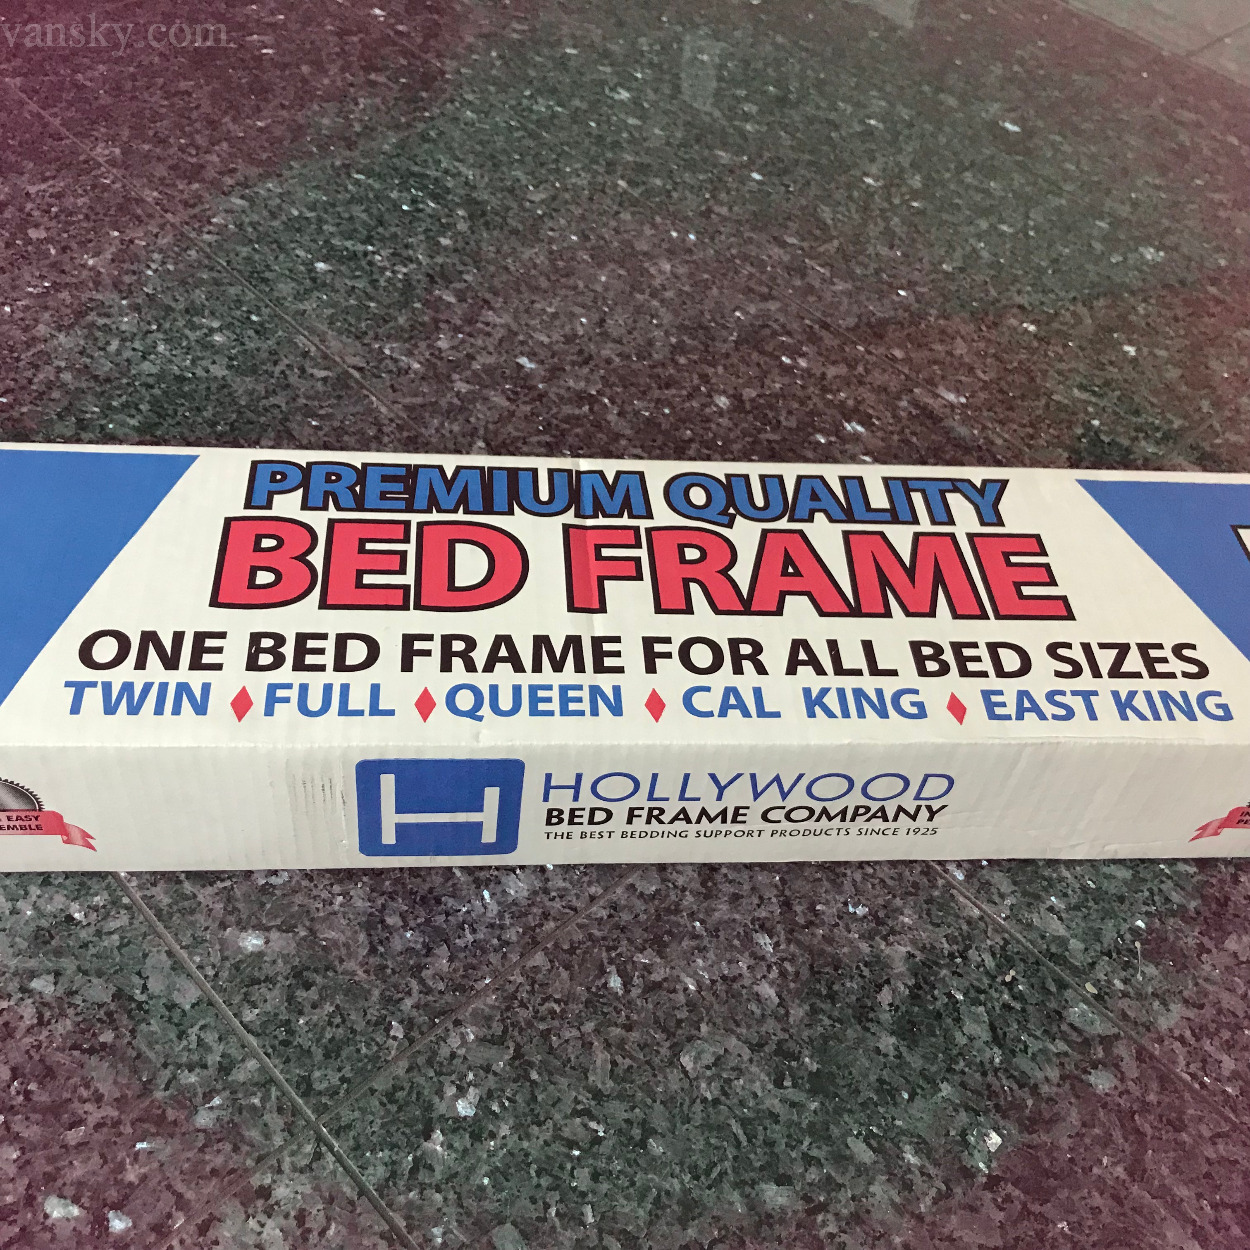 vansky.com
PREMIUM QUALITY
BED FRAME
ONE BED FRAME FOR ALL BED SIZES
TWIN ♦ FULL ♦ QUEEN ♦ CAL KING ♦ EAST KING
H HOLLYWOOD
BED FRAME COMPANY
THE BEST BEDDING SUPPORT PRODUCTS SINCE 1925
EASY